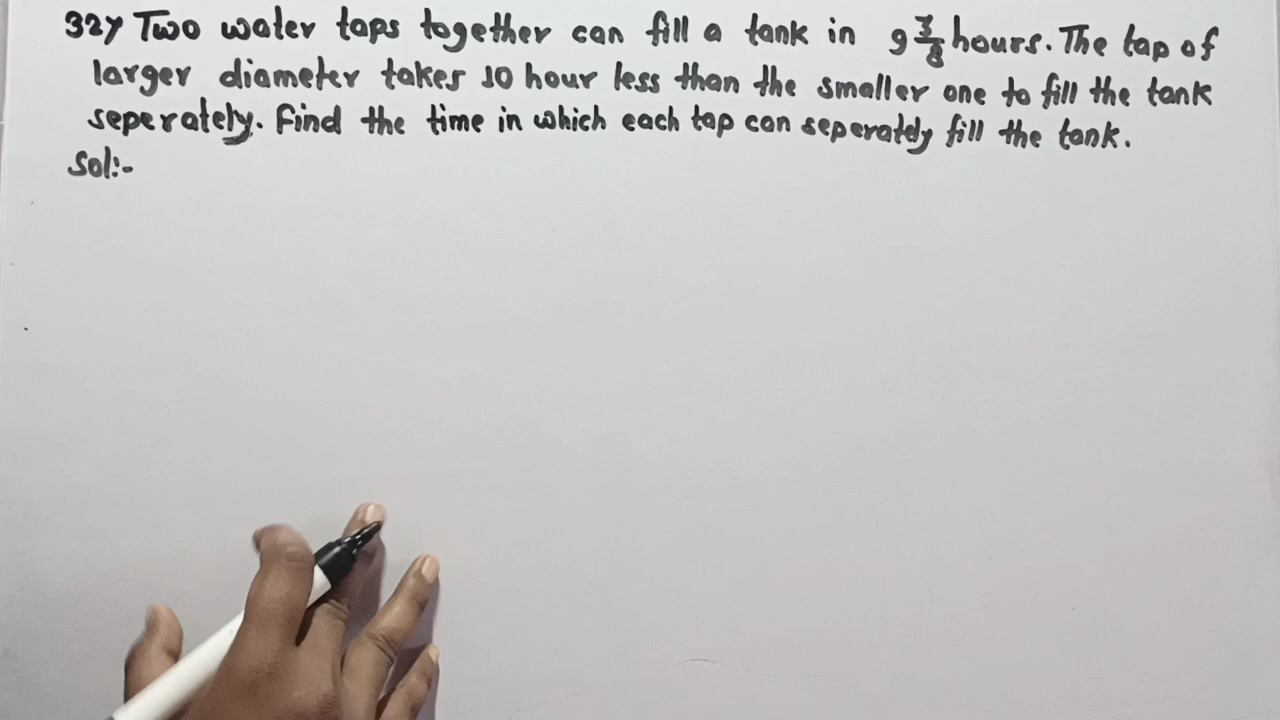 32) Two water taps together can fill a tank in 9 3/8 hours. The tap of
larger diameter takes 10 hour less than the smaller one to fill the tank
seperately. Find the time in which each tap can seperately fill the tank.
Sol:-